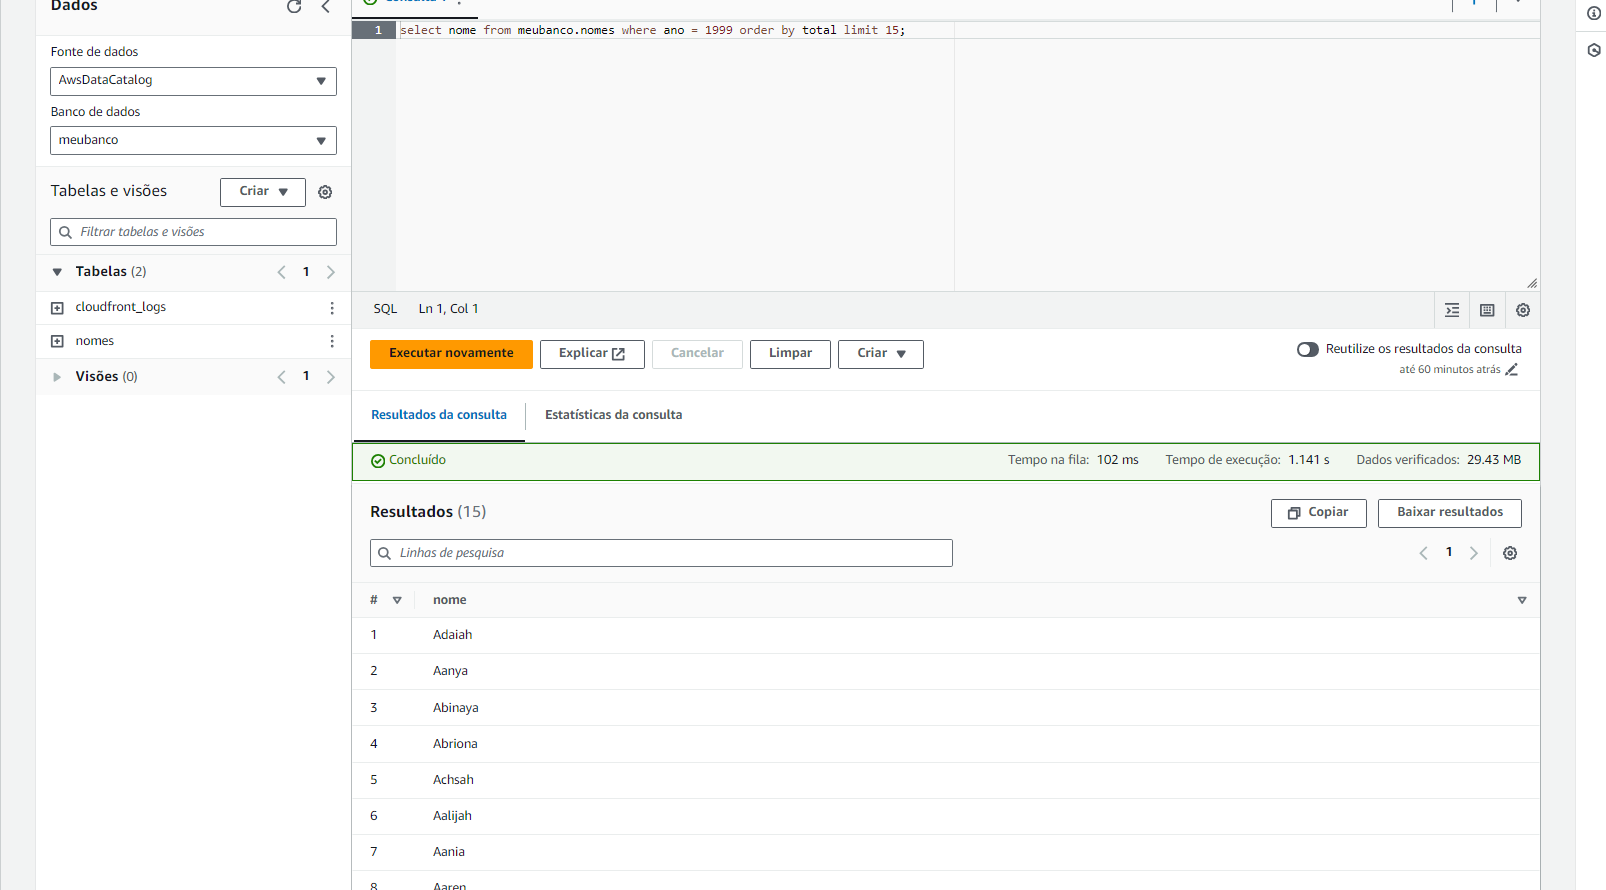 Dados
Fonte de dados
AwsDataCatalog
Banco de dados
meubanco
Tabelas e visões
Criar
Filtrar tabelas e visões
Tabelas (2)
1
cloudfront_logs
nomes
Visões (0)
1
1 select nome from meubanco.nomes where ano = 1999 order by total limit 15;
SQL
Ln 1, Col 1
Executar novamente
Explicar
Cancelar
Limpar
Criar
Reutilize os resultados da consulta
até 60 minutos atrás
Resultados da consulta
Estatísticas da consulta
Concluído
Tempo na fila: 102 ms
Tempo de execução: 1.141 s
Dados verificados: 29.43 MB
Resultados (15)
Copiar
Baixar resultados
Linhas de pesquisa
1
# nome
1 Adaiah
2 Aanya
3 Abinaya
4 Abriona
5 Achsah
6 Aalijah
7 Aania
8 Aaren